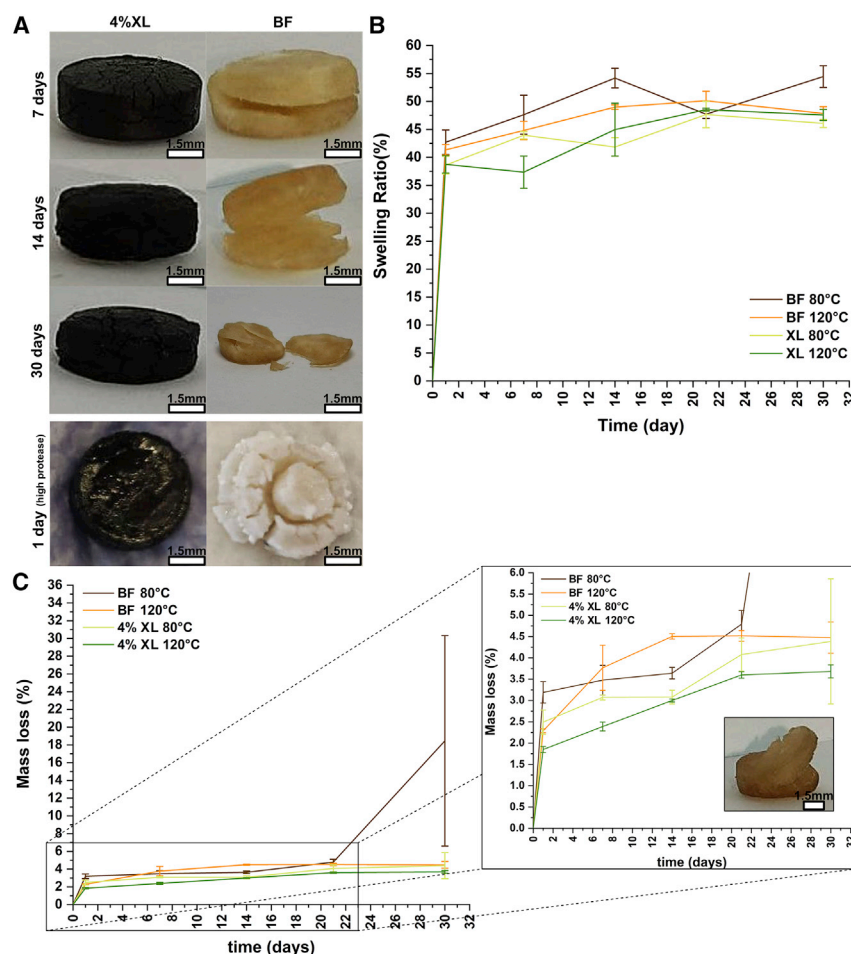 A
4%XL
BF
7 days
1.5mm
1.5mm
14 days
1.5mm
1.5mm
30 days
1.5mm
1.5mm
1 day (high protease)
1.5mm
1.5mm
B
60
55
50
45
40
35
30
25
20
15
10
5
0
Swelling Ratio(%)
BF 80°C
BF 120°C
XL 80°C
XL 120°C
0 2 4 6 8 10 12 14 16 18 20 22 24 26 28 30 32
Time (day)
C
36
34
32
30
28
26
24
22
20
18
16
14
12
10
8
6
4
2
0
Mass loss (%)
BF 80°C
BF 120°C
4% XL 80°C
4% XL 120°C
0 2 4 6 8 10 12 14 16 18 20 22 24 26 28 30 32
time (days)
6.0
5.5
5.0
4.5
4.0
3.5
3.0
2.5
2.0
1.5
1.0
0.5
0.0
Mass loss (%)
BF 80°C
BF 120°C
4% XL 80°C
4% XL 120°C
1.5mm
0 2 4 6 8 10 12 14 16 18 20 22 24 26 28 30 32
time (days)